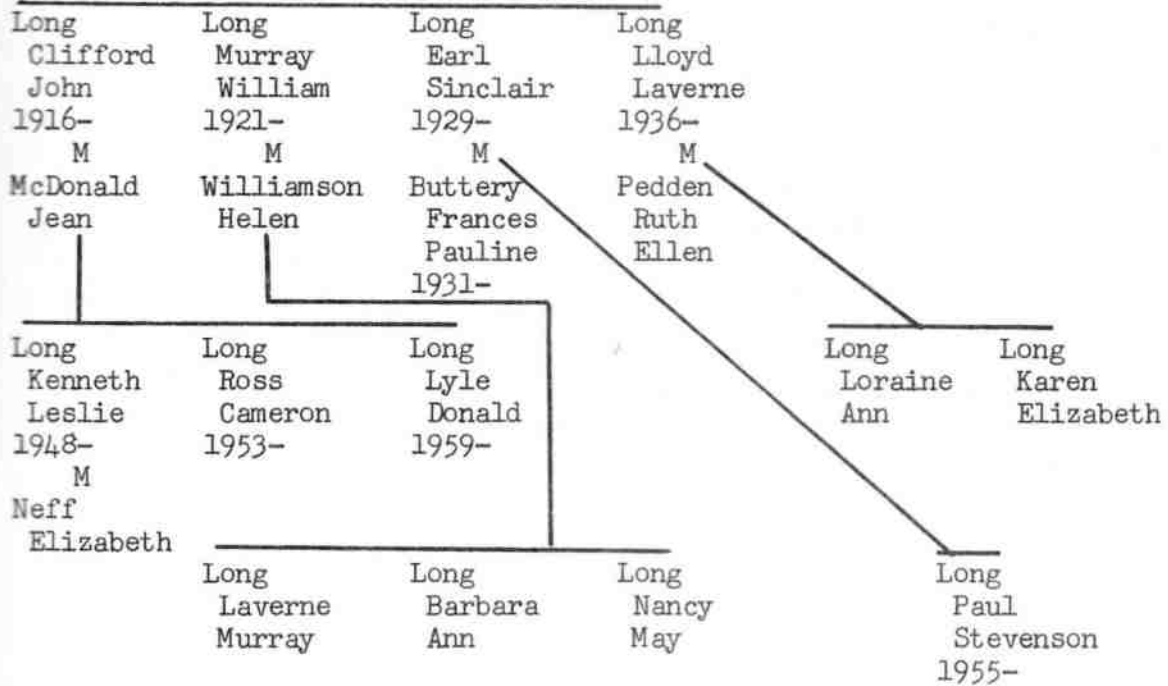 Long Long Long Long
Clifford Murray Earl Lloyd
John William Sinclair Laverne
1916- 1921- 1929- 1936-
M M M M
McDonald Williamson Buttery Pedden
Jean Helen Frances Ruth
Pauline Ellen
1931-
Long Long Long Long Long
Kenneth Ross Lyle Loraine Karen
Leslie Cameron Donald Ann Elizabeth
1948- 1953- 1959-
M
Neff
Elizabeth
Long Long Long Long
Laverne Barbara Nancy Paul
Murray Ann May Stevenson
1955-